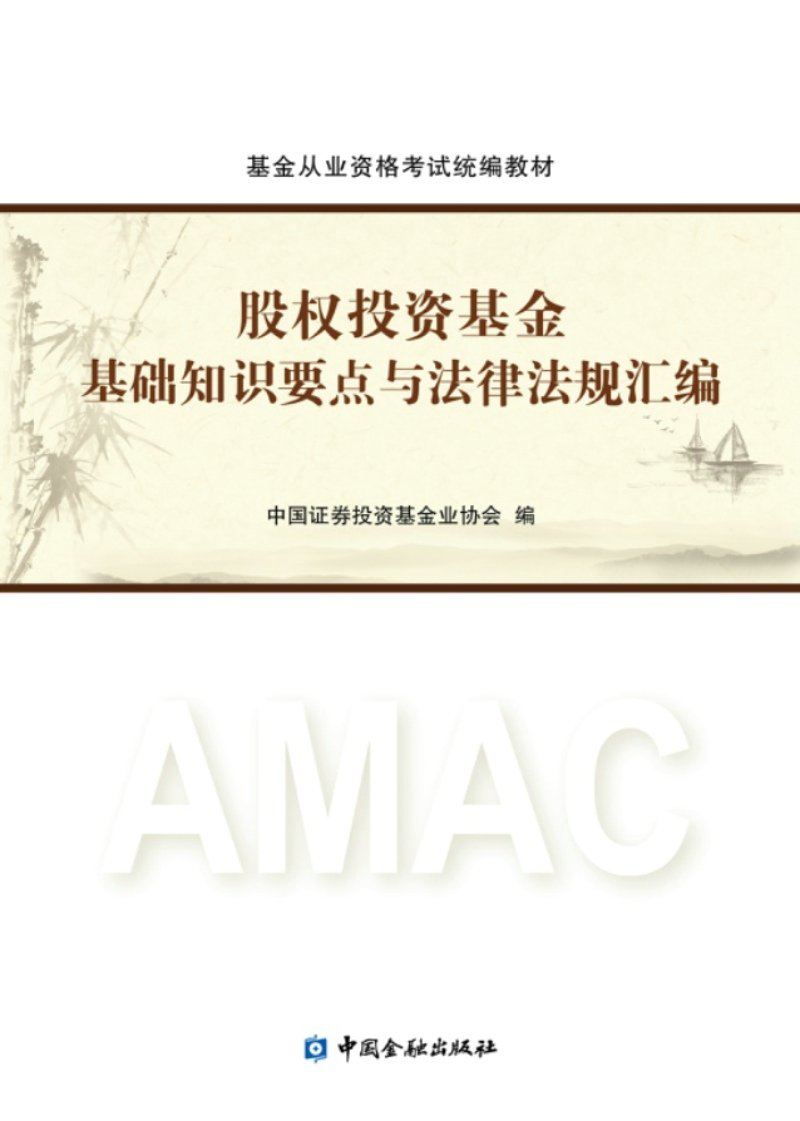 基金从业资格考试统编教材
股权投资基金
基础知识要点与法律法规汇编
中国证券投资基金业协会 编
AMAC
中国金融出版社